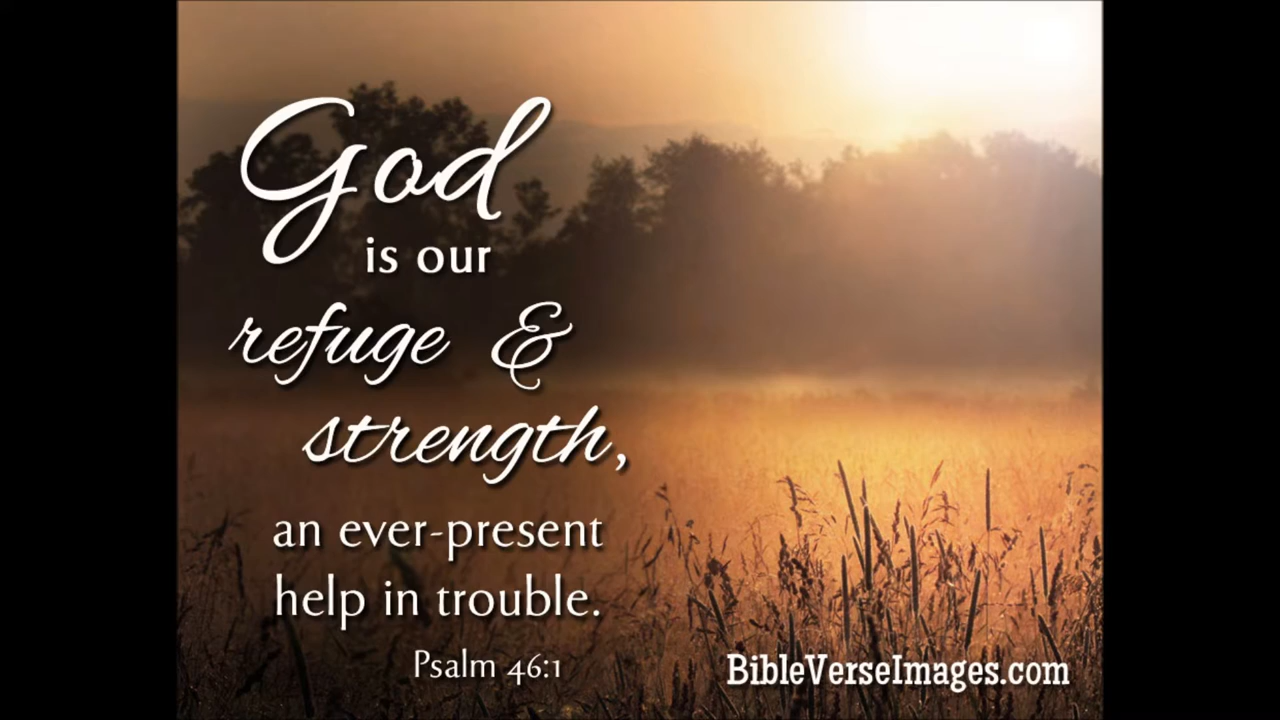 God
is our
refuge &
strength,
an ever-present
help in trouble.
Psalm 46:1
BibleVerseImages.com